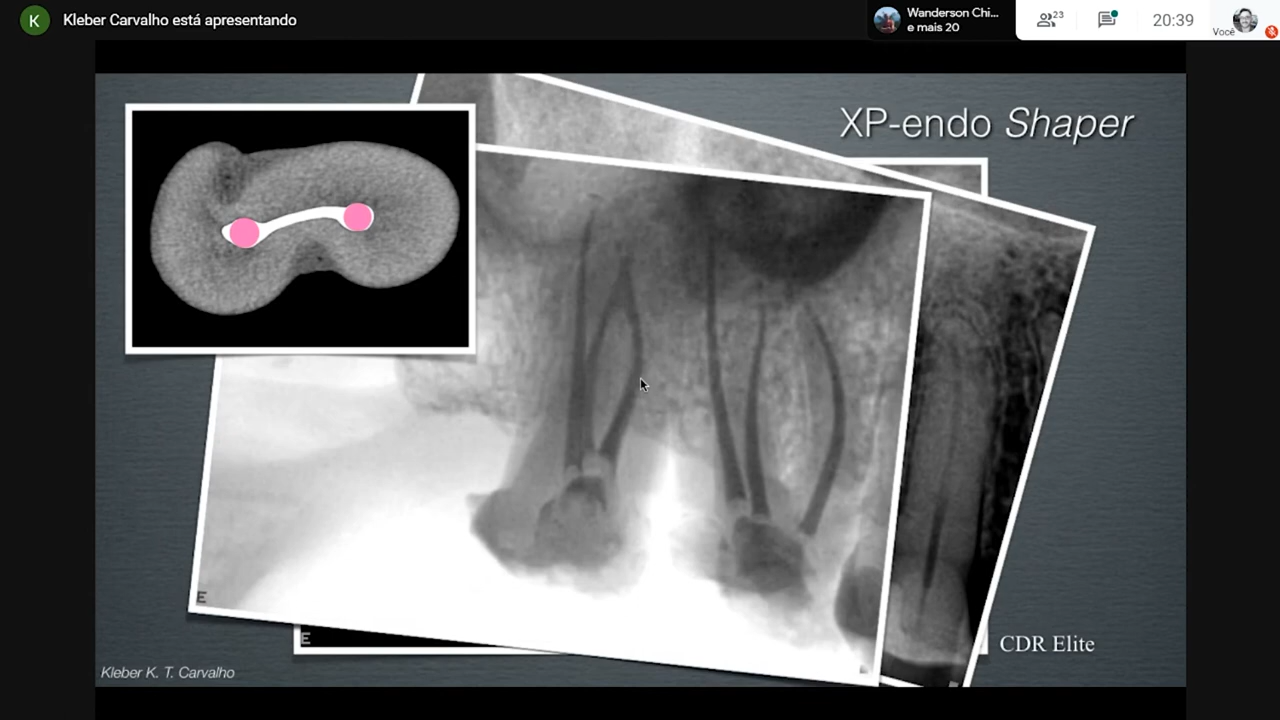 K
Kleber Carvalho está apresentando
Wanderson Chi...
e mais 20
23
20:39
Você
XP-endo Shaper
E
E
CDR Elite
Kleber K. T. Carvalho